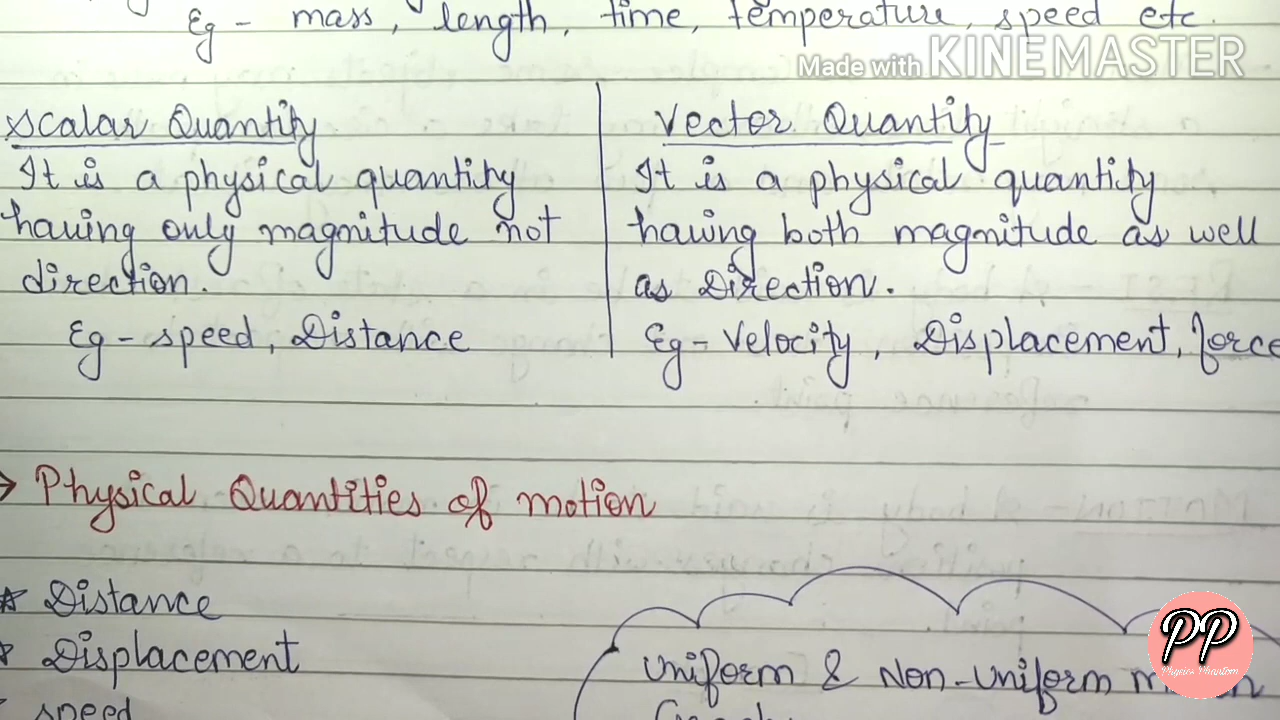 Eg - mass, length, time, temperature, speed etc.
Made with KINEMASTER
Scalar Quantity
It is a physical quantity
having only magnitude not
direction.
Eg - speed, Distance
Vector Quantity
It is a physical quantity
having both magnitude as well
as Direction.
Eg - Velocity, Displacement, force
→ Physical Quantities of motion
* Distance
* Displacement
* speed
Uniform & Non-Uniform
PP
Physics Phantom